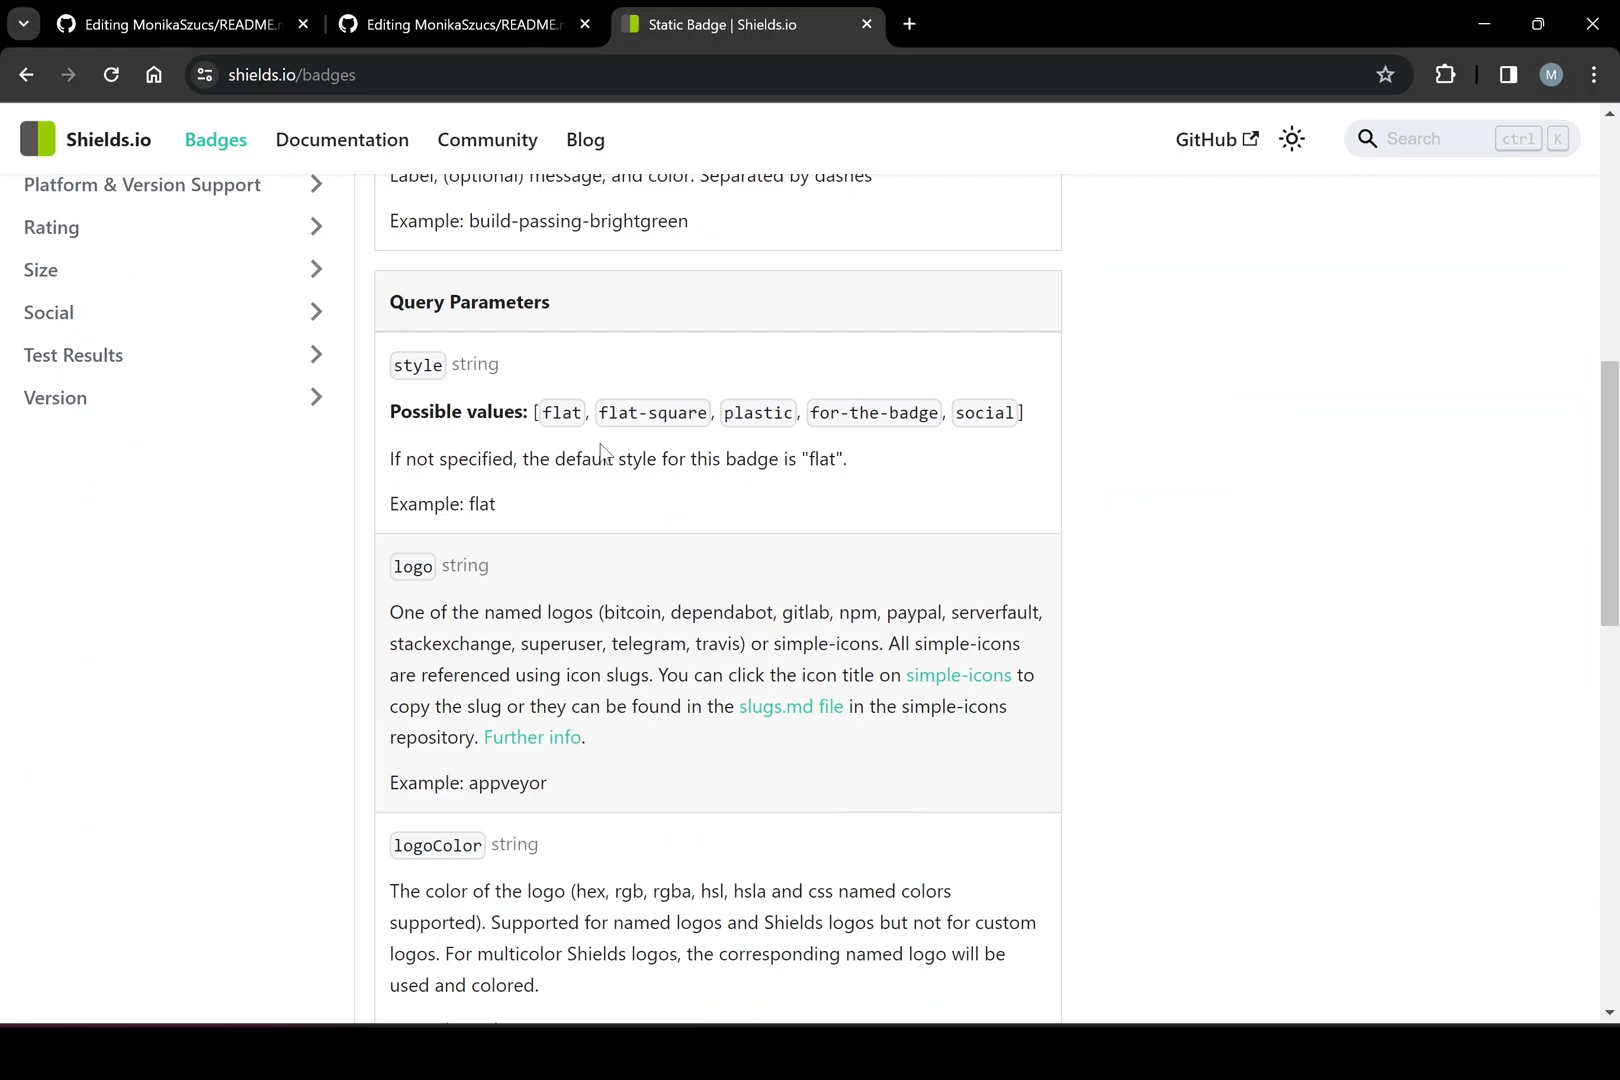 Editing MonikaSzucs/README.
Editing MonikaSzucs/README.
Static Badge | Shields.io
shields.io/badges
M
Shields.io
Badges
Documentation
Community
Blog
GitHub
Search
ctrl
K
Platform & Version Support
Rating
Size
Social
Test Results
Version
Label, (optional) message, and color. Separated by dashes
Example: build-passing-brightgreen
Query Parameters
style string
Possible values: [flat, flat-square, plastic, for-the-badge, social]
If not specified, the default style for this badge is "flat".
Example: flat
logo string
One of the named logos (bitcoin, dependabot, gitlab, npm, paypal, serverfault,
stackexchange, superuser, telegram, travis) or simple-icons. All simple-icons
are referenced using icon slugs. You can click the icon title on simple-icons to
copy the slug or they can be found in the slugs.md file in the simple-icons
repository. Further info.
Example: appveyor
logoColor string
The color of the logo (hex, rgb, rgba, hsl, hsla and css named colors
supported). Supported for named logos and Shields logos but not for custom
logos. For multicolor Shields logos, the corresponding named logo will be
used and colored.